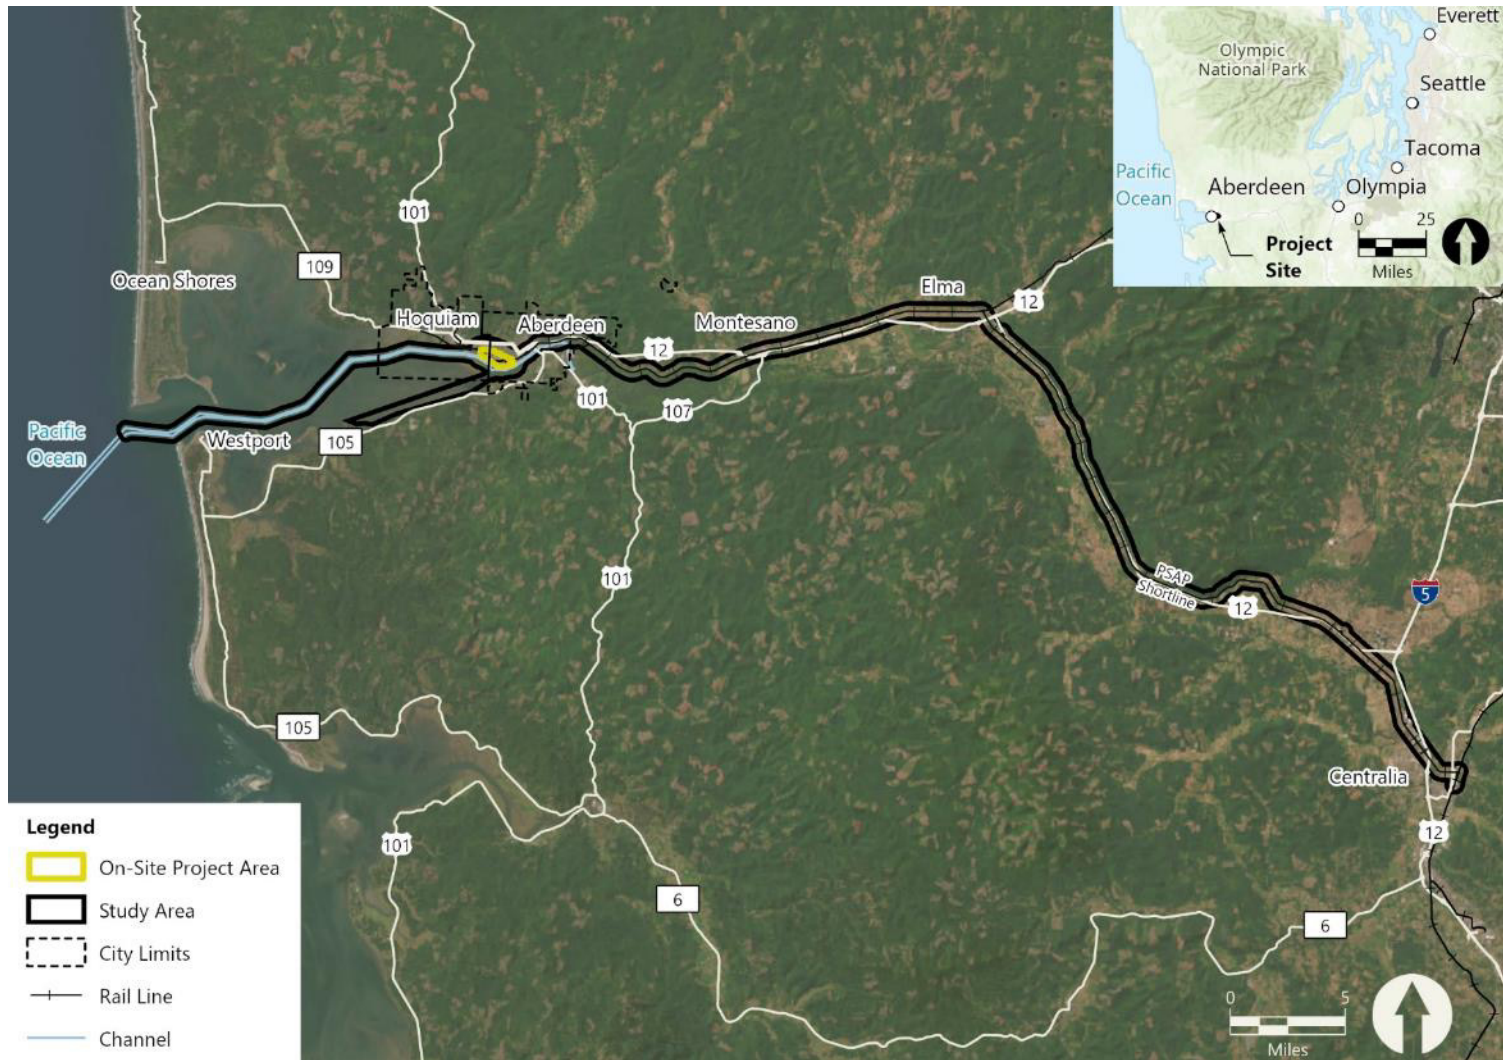 Everett
Olympic
National Park
Seattle
Tacoma
Pacific
Ocean
Aberdeen
Olympia
0 25
Miles
Project
Site
101
109
Ocean Shores
Hoquiam
Aberdeen
Montesano
Elma
12
12
101
107
105
Westport
Pacific
Ocean
101
PSAP
Shortline
12
5
105
Centralia
12
101
6
6
Legend
On-Site Project Area
Study Area
City Limits
Rail Line
Channel
0 5
Miles